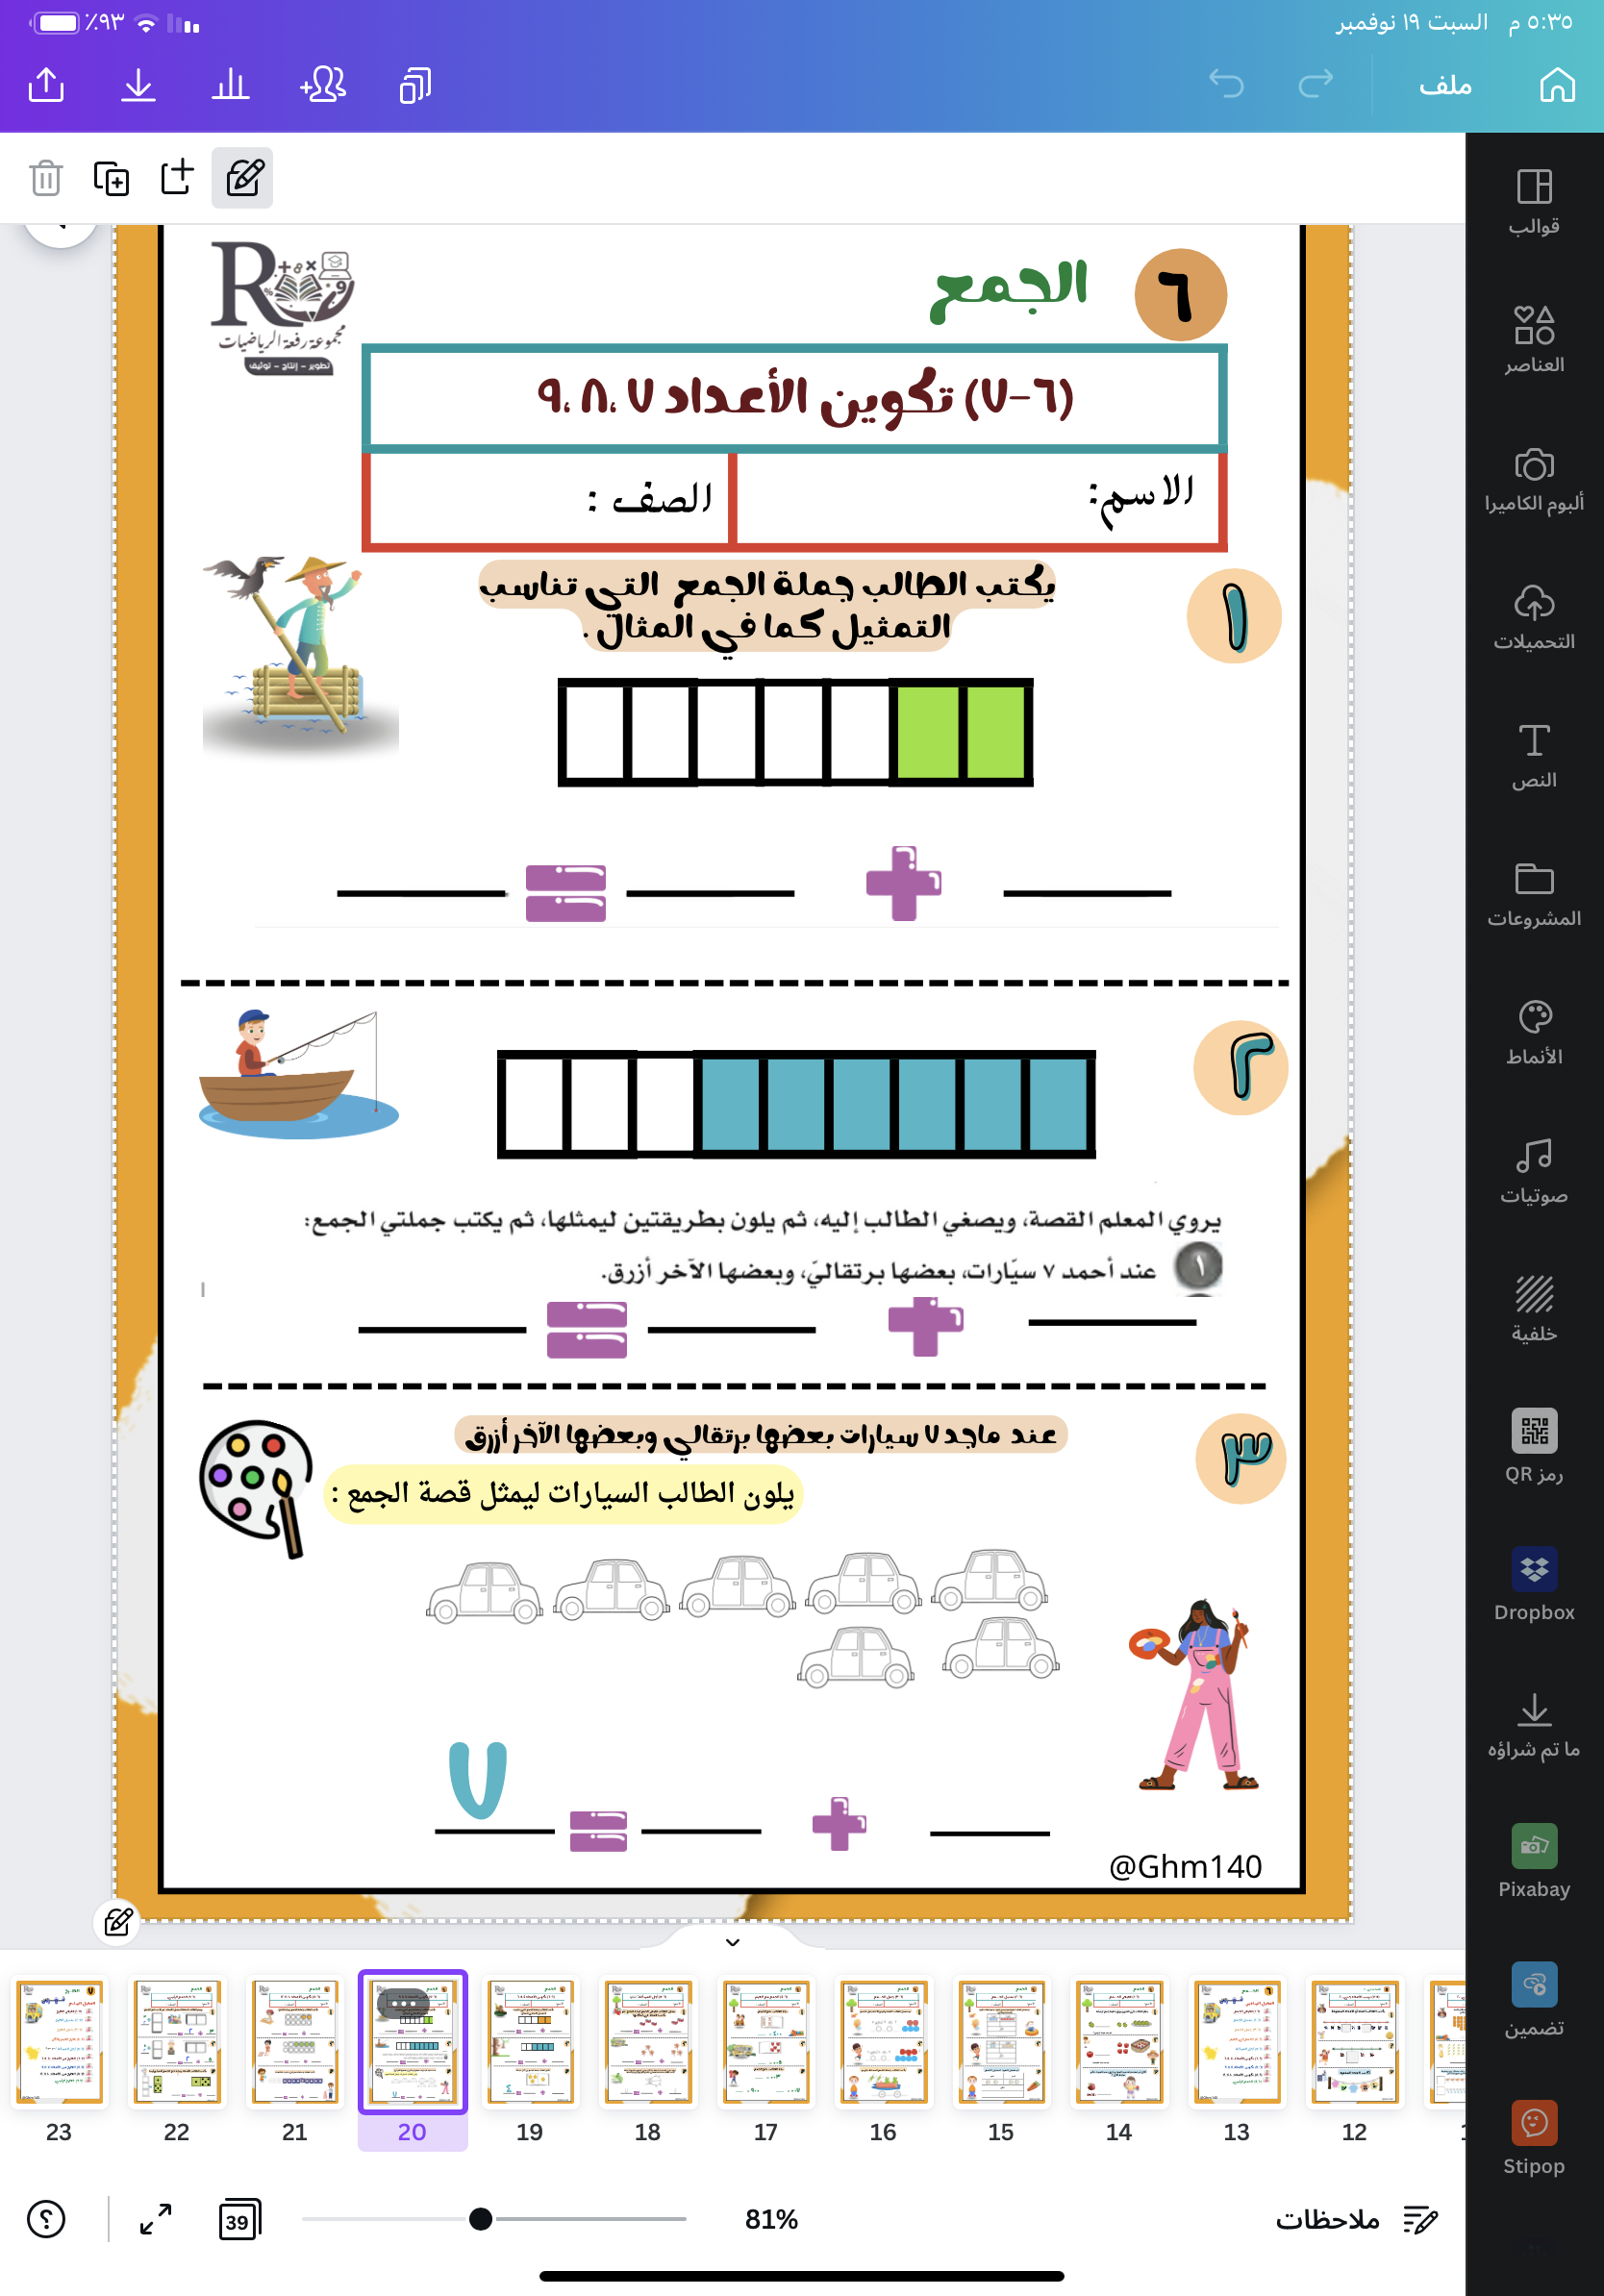 ٥:٣٥ م السبت ١٩ نوفمبر
٩٣٪
ملف
قوالب
العناصر
ألبوم الكاميرا
التحميلات
النص
المشروعات
الأنماط
صوتيات
خلفية
رمز QR
Dropbox
ما تم شراؤه
Pixabay
تضمين
Stipop
R
مجموعة رفعة الرياضيات
تطوير - إنتاج - توثيق
٦
الجمع
(٦-٧) تكوين الأعداد ٧ ،٨ ،٩
الاسم:
الصف :
١
يكتب الطالب جملة الجمع التي تناسب
التمثيل كما في المثال .
+ =
٢
يروي المعلم القصة، ويصغي الطالب إليه، ثم يلون بطريقتين ليمثلها، ثم يكتب جملتي الجمع:
١ عند أحمد ٧ سيّارات، بعضها برتقاليّ، وبعضها الآخر أزرق.
+ =
٣
عند ماجد ٧ سيارات بعضها برتقالي وبعضها الآخر أزرق
يلون الطالب السيارات ليمثل قصة الجمع :
+ = ٧
@Ghm140
23 22 21 20 19 18 17 16 15 14 13 12
39
81%
ملاحظات